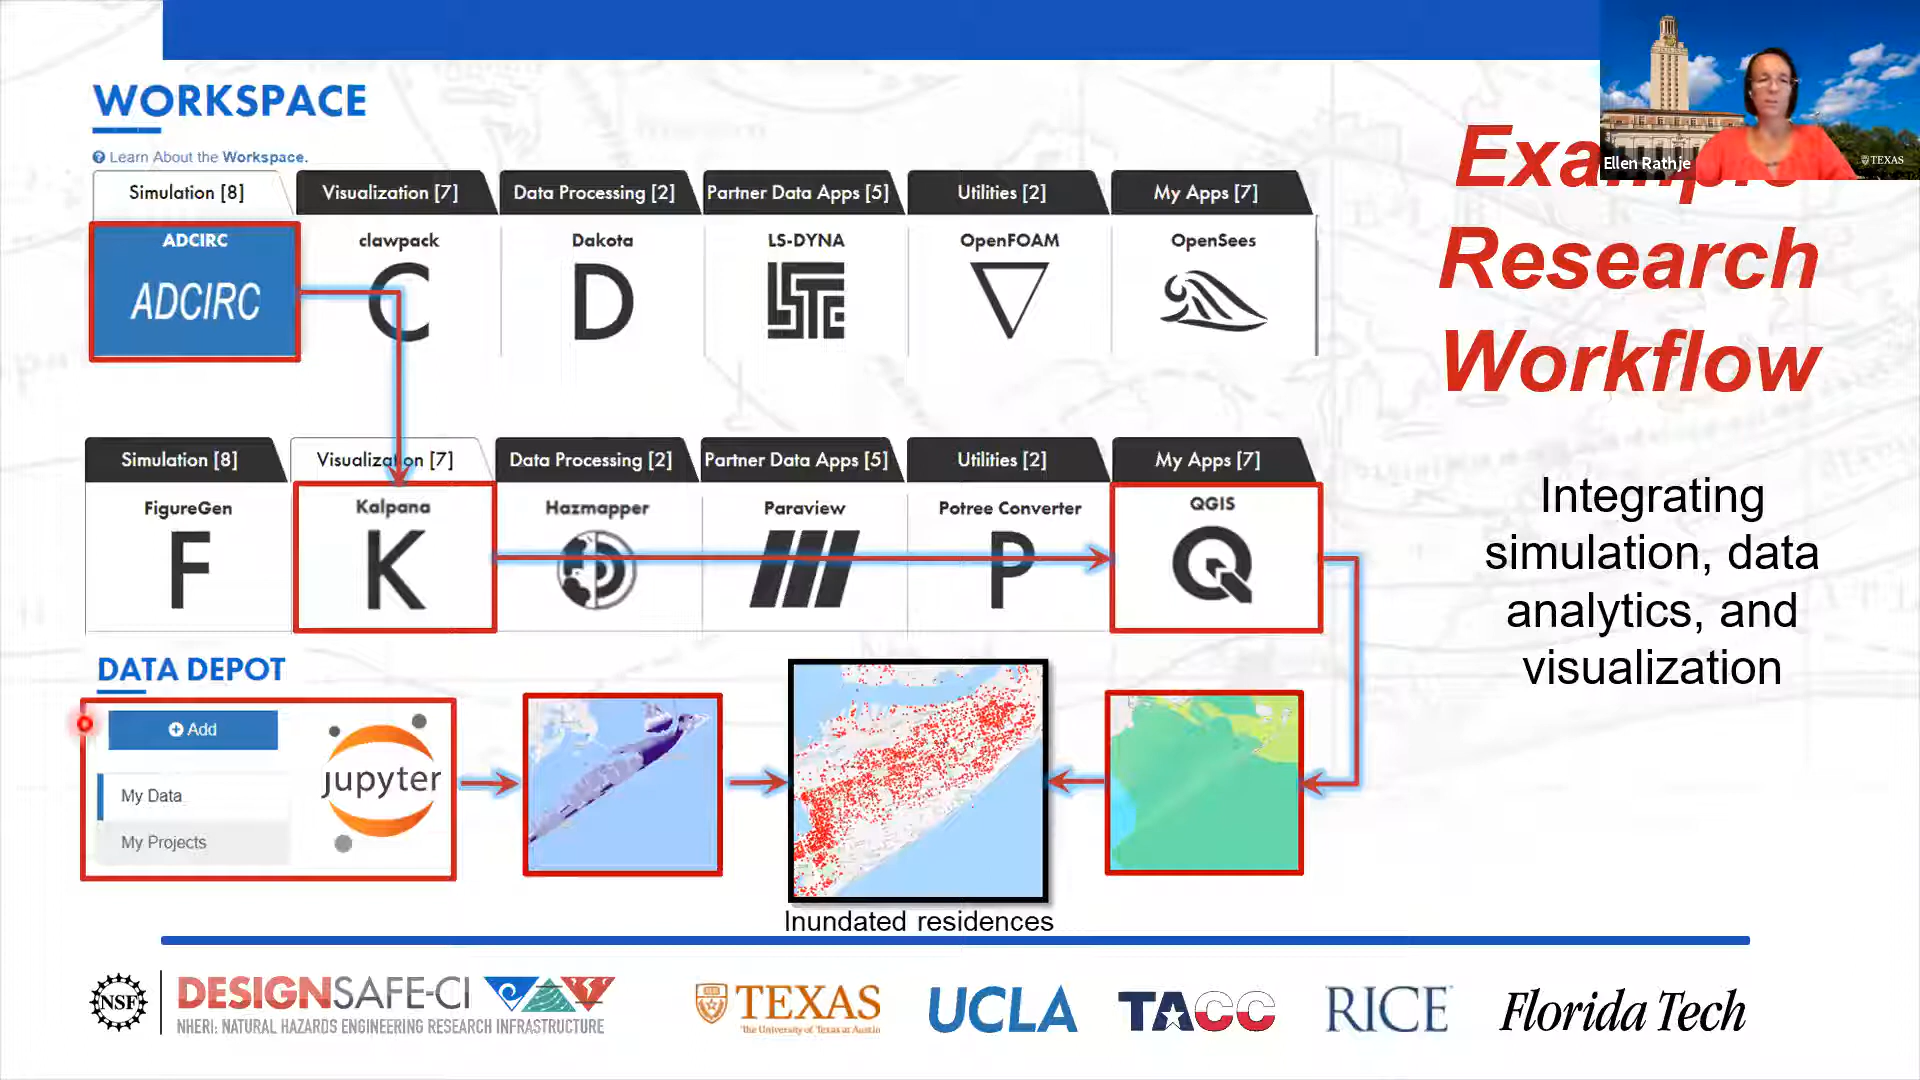 WORKSPACE
Learn About the Workspace.
Simulation [8]
Visualization [7]
Data Processing [2]
Partner Data Apps [5]
Utilities [2]
My Apps [7]
ADCIRC
clawpack
Dakota
LS-DYNA
OpenFOAM
OpenSees
ADCIRC
C
D
Simulation [8]
Visualization [7]
Data Processing [2]
Partner Data Apps [5]
Utilities [2]
My Apps [7]
FigureGen
Kalpana
Hazmapper
Paraview
Potree Converter
QGIS
F
K
P
Q
DATA DEPOT
Add
My Data
My Projects
jupyter
Inundated residences
Example
Research
Workflow
Integrating
simulation, data
analytics, and
visualization
Ellen Rathje
TEXAS
NSF
DESIGNSAFE-CI
NHERI: NATURAL HAZARDS ENGINEERING RESEARCH INFRASTRUCTURE
TEXAS
The University of Texas at Austin
UCLA
TACC
RICE
Florida Tech